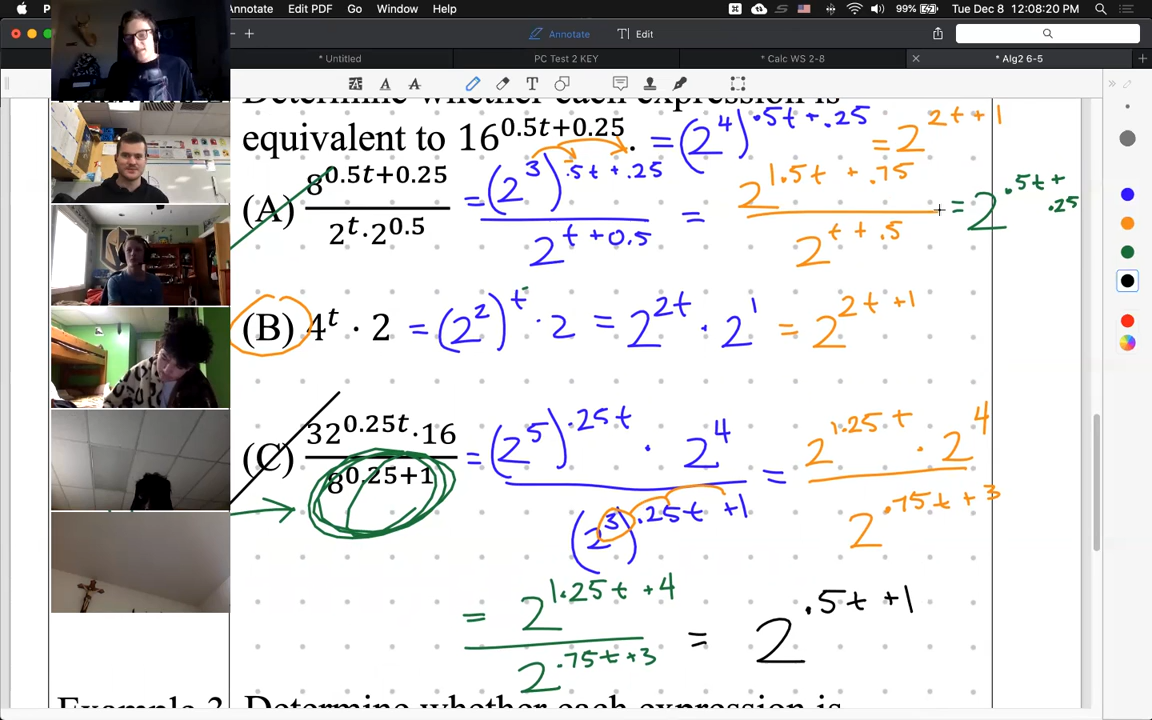 Annotate Edit PDF Go Window Help 99% Tue Dec 8 12:08:20 PM
Annotate Edit
* Untitled PC Test 2 KEY * Calc WS 2-8 * Alg2 6-5
Determine whether each expression is
equivalent to 16^{0.5t+0.25}. = (2^4)^{.5t+.25} = 2^{2t+1}
(A) 8^{0.5t+0.25} / 2^t · 2^{0.5} = (2^3)^{.5t+.25} / 2^{t+0.5} = 2^{1.5t+.75} / 2^{t+.5} = 2^{.5t+.25}
(B) 4^t · 2 = (2^2)^t · 2 = 2^{2t} · 2^1 = 2^{2t+1}
(C) 32^{0.25t} · 16 / 8^{0.25+1} = (2^5)^{.25t} · 2^4 / (2^3)^{.25t+1} = 2^{1.25t} · 2^4 / 2^{.75t+3}
= 2^{1.25t+4} / 2^{.75t+3} = 2^{.5t+1}
Example 3 Determine whether each expression is